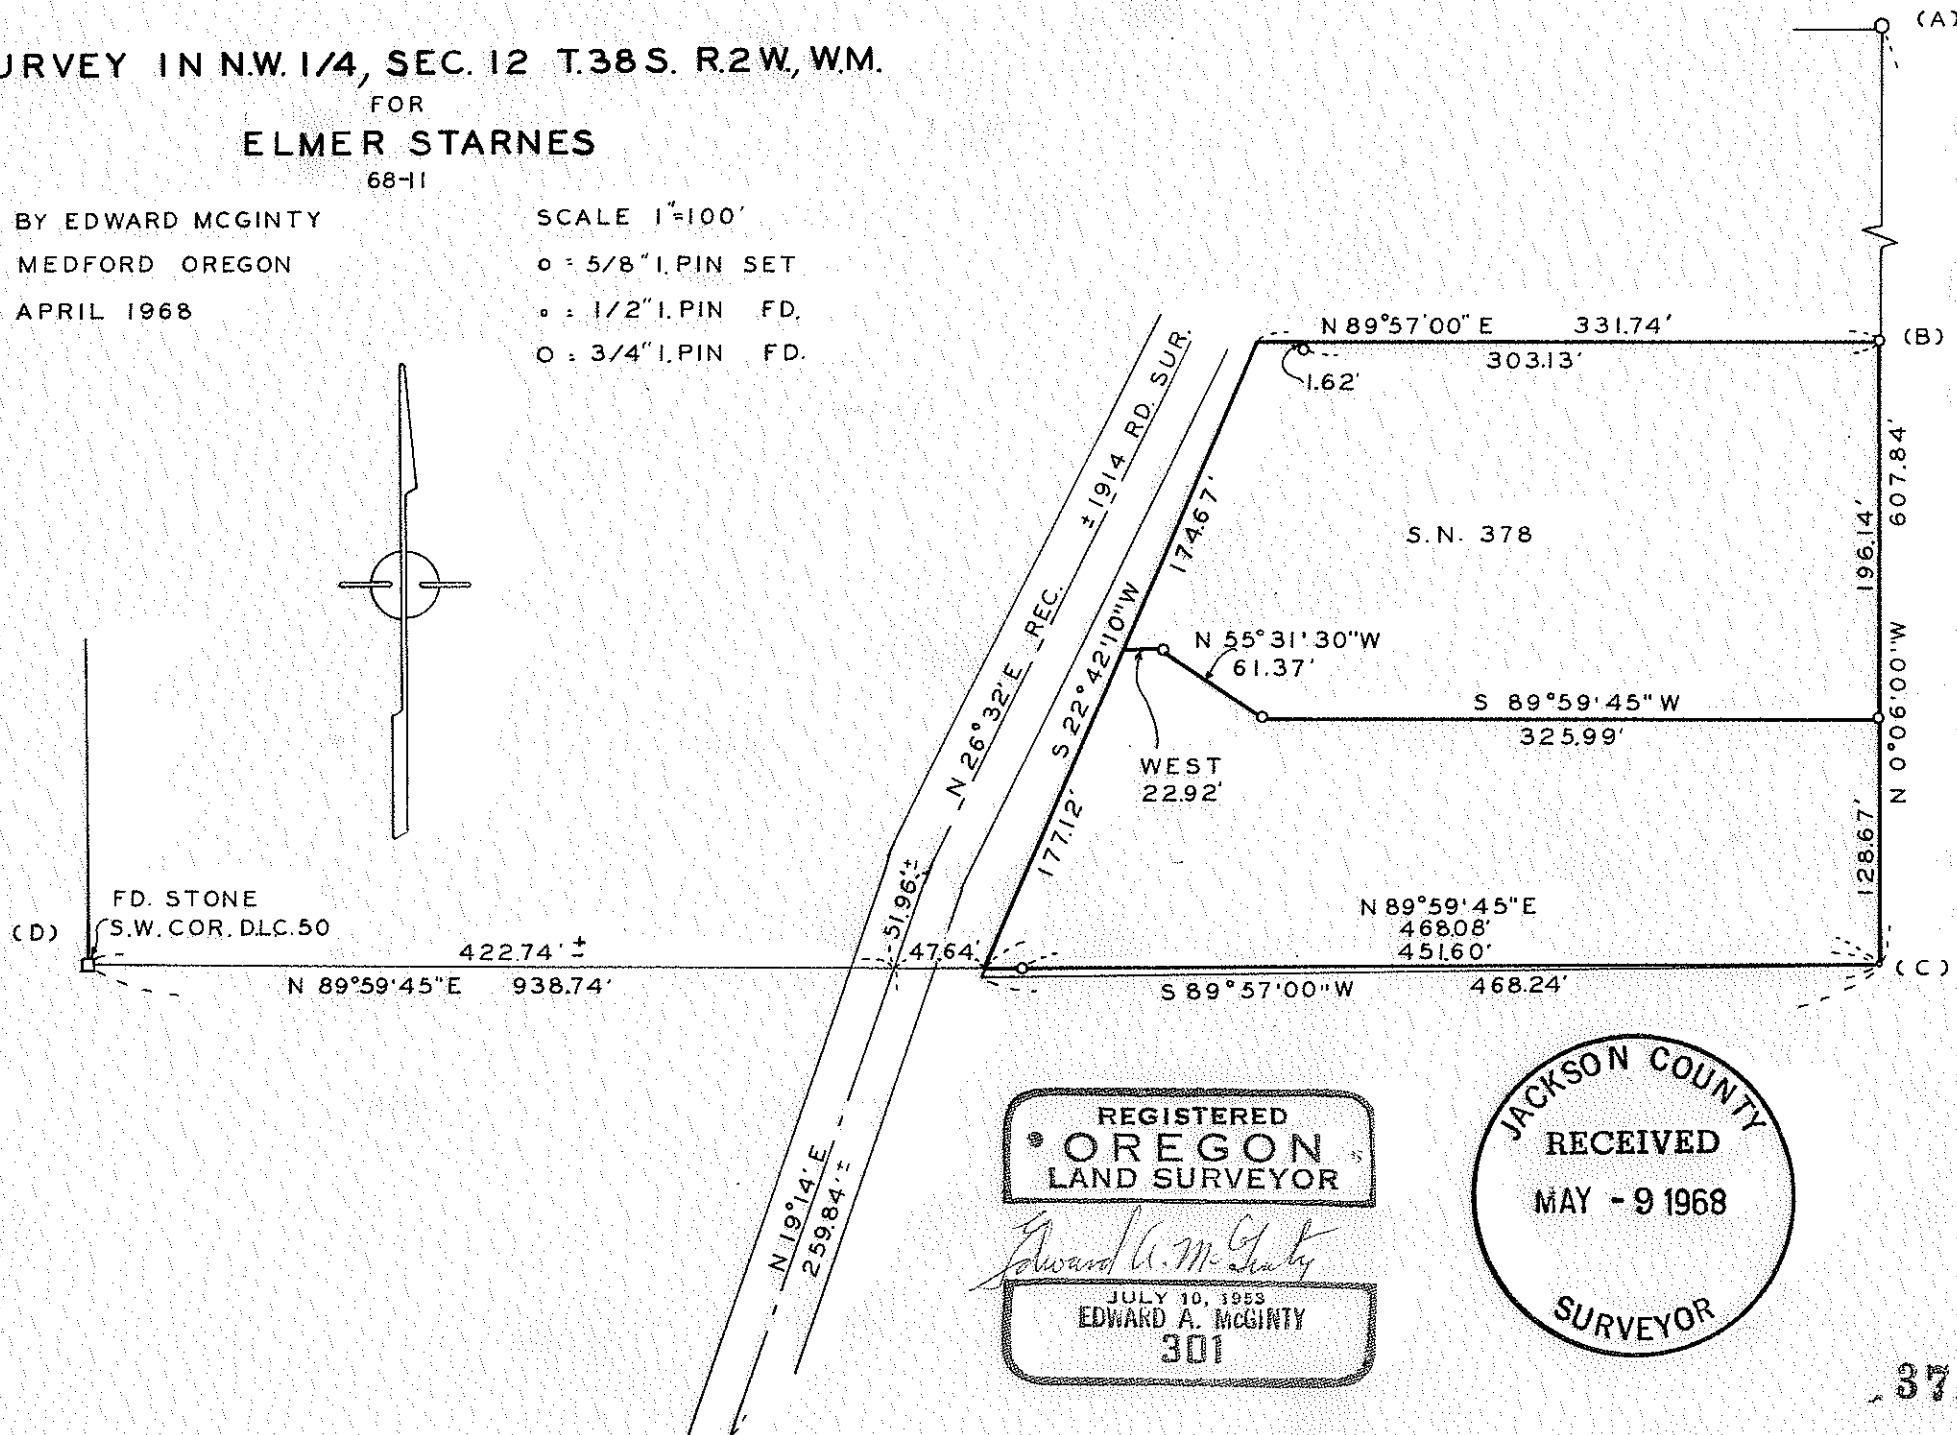 URVEY IN N.W. 1/4, SEC. 12 T.38S. R.2W., W.M.
FOR
ELMER STARNES
68-11
BY EDWARD MCGINTY
MEDFORD OREGON
APRIL 1968
SCALE 1"=100'
o = 5/8" I. PIN SET
o : 1/2" I. PIN FD.
O : 3/4" I. PIN FD.
(A)
N 89°57'00" E 331.74'
303.13'
1.62'
(B)
607.84'
196.14'
N 0°06'00"W
128.67'
S.N. 378
± 1914 RD. SUR.
N 26°32' E REC.
174.67'
S 22°42'10"W
177.12'
N 55°31'30"W
61.37'
S 89°59'45" W
325.99'
WEST
22.92'
51.96'±
47.64'
N 89°59'45"E
468.08'
451.60'
S 89°57'00"W 468.24'
(C)
FD. STONE
S.W. COR. D.L.C. 50
(D)
422.74' ±
N 89°59'45"E 938.74'
N 19°14' E
259.84' ±
REGISTERED
OREGON
LAND SURVEYOR
Edward A. McGinty
JULY 10, 1953
EDWARD A. McGINTY
301
JACKSON COUNTY
RECEIVED
MAY - 9 1968
SURVEYOR
37